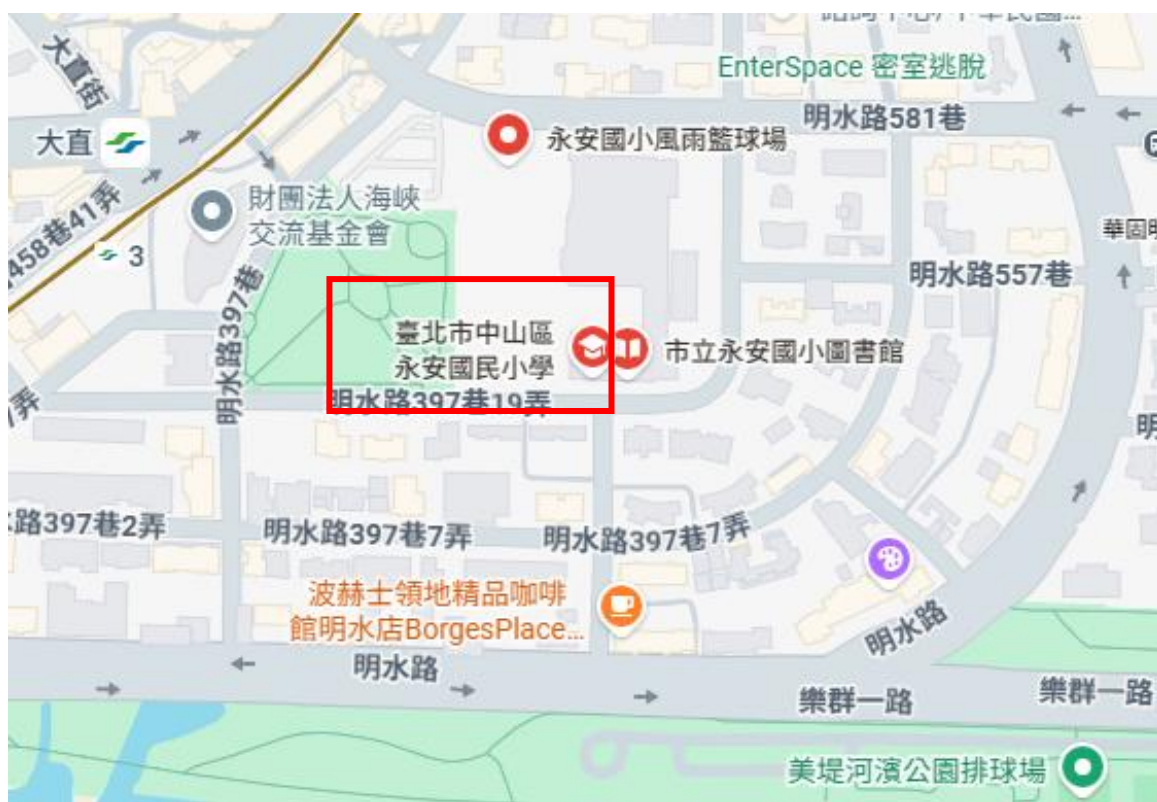 大直街
EnterSpace 密室逃脫
明水路581巷
大直
永安國小風雨籃球場
財團法人海峽
交流基金會
458巷41弄
3
華固明
明水路557巷
明水路397巷
臺北市中山區
永安國民小學
市立永安國小圖書館
明水路397巷19弄
弄
明
路397巷2弄
明水路397巷7弄
明水路397巷7弄
波赫士領地精品咖啡
館明水店BorgesPlace...
明水路
明水路
樂群一路
樂群一路
美堤河濱公園排球場